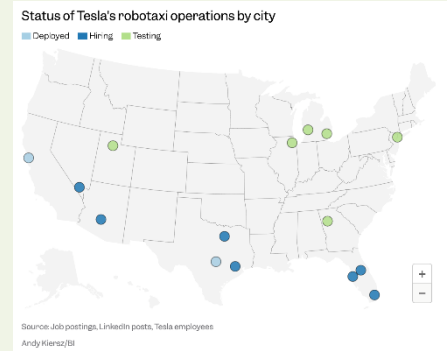 Status of Tesla's robotaxi operations by city
Deployed Hiring Testing
+
−
Source: Job postings, LinkedIn posts, Tesla employees
Andy Kiersz/BI